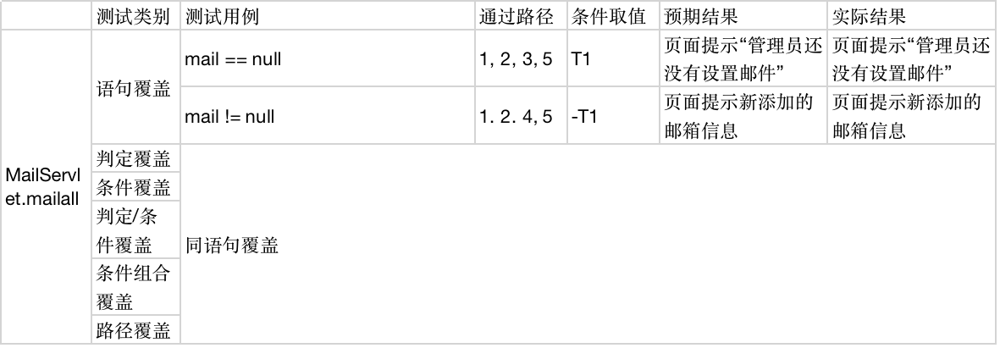 测试类别 测试用例 通过路径 条件取值 预期结果 实际结果
MailServl
et.mailall
语句覆盖
mail == null
1, 2, 3, 5
T1
页面提示“管理员还
没有设置邮件”
页面提示“管理员还
没有设置邮件”
mail != null
1. 2. 4, 5
-T1
页面提示新添加的
邮箱信息
页面提示新添加的
邮箱信息
判定覆盖
条件覆盖
判定/条
件覆盖
条件组合
覆盖
路径覆盖
同语句覆盖